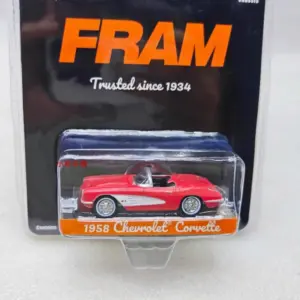 FRAM
Trusted since 1934
1958 Chevrolet Corvette